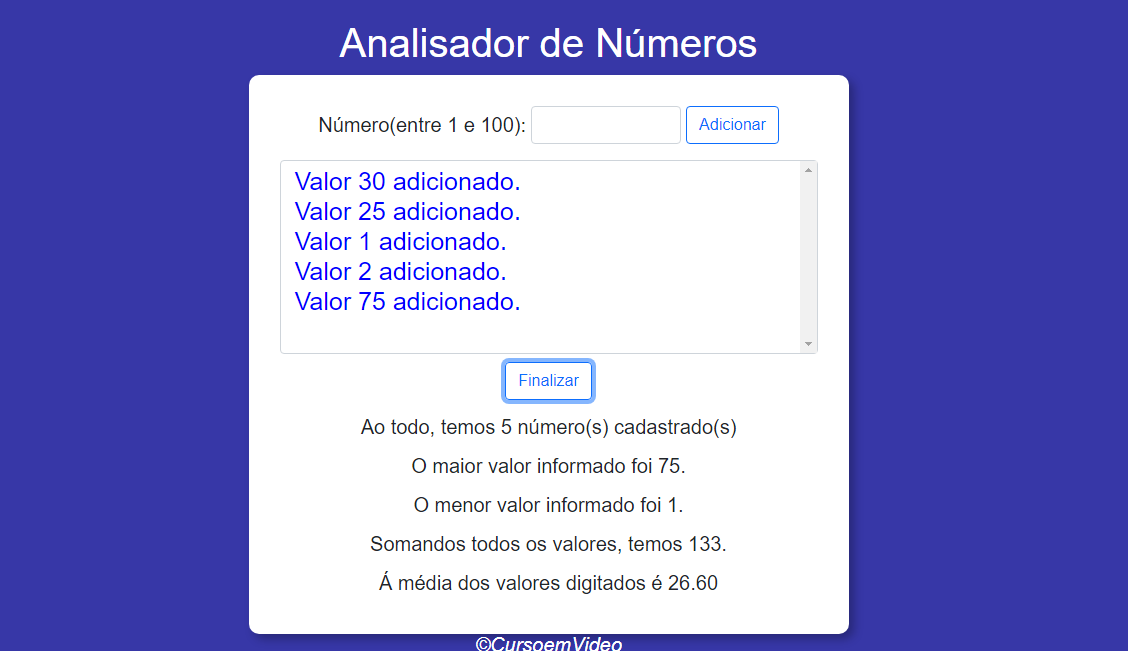 Analisador de Números
Número(entre 1 e 100): Adicionar
Valor 30 adicionado.
Valor 25 adicionado.
Valor 1 adicionado.
Valor 2 adicionado.
Valor 75 adicionado.
Finalizar
Ao todo, temos 5 número(s) cadastrado(s)
O maior valor informado foi 75.
O menor valor informado foi 1.
Somandos todos os valores, temos 133.
Á média dos valores digitados é 26.60
©CursoemVideo